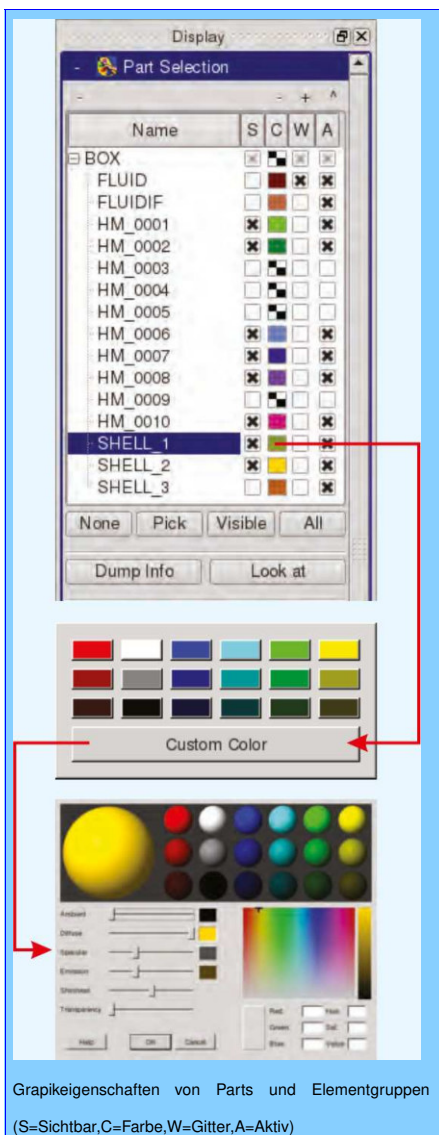 Display
- Part Selection
- - + ^
Name S C W A
BOX
FLUID
FLUIDIF
HM_0001
HM_0002
HM_0003
HM_0004
HM_0005
HM_0006
HM_0007
HM_0008
HM_0009
HM_0010
SHELL_1
SHELL_2
SHELL_3
None Pick Visible All
Dump Info Look at
Custom Color
Ambient
Diffuse
Specular
Emission
Shininess
Transparency
Red: Hue:
Green: Sat:
Blue: Value:
Help OK Cancel
Grapikeigenschaften von Parts und Elementgruppen
(S=Sichtbar,C=Farbe,W=Gitter,A=Aktiv)